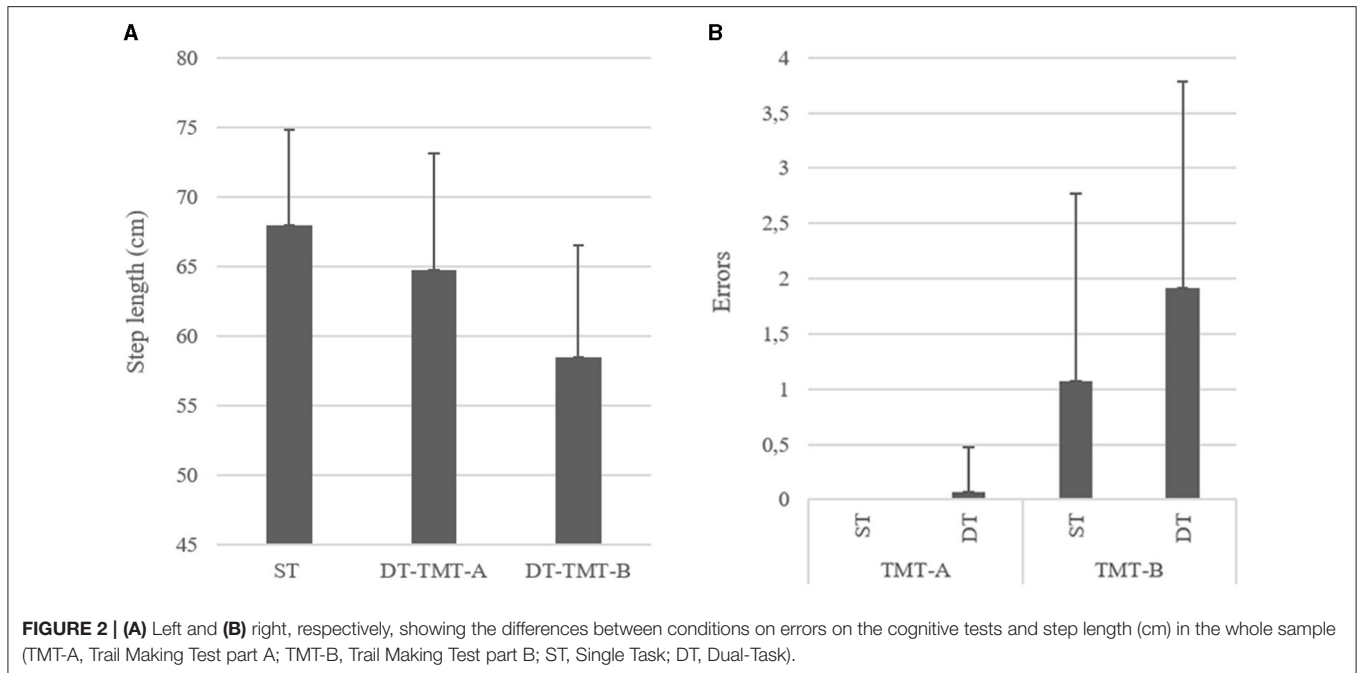 A
80
75
70
65
60
55
50
45
Step length (cm)
ST DT-TMT-A DT-TMT-B
B
4
3,5
3
2,5
2
1,5
1
0,5
0
Errors
ST DT ST DT
TMT-A TMT-B
FIGURE 2 | (A) Left and (B) right, respectively, showing the differences between conditions on errors on the cognitive tests and step length (cm) in the whole sample
(TMT-A, Trail Making Test part A; TMT-B, Trail Making Test part B; ST, Single Task; DT, Dual-Task).